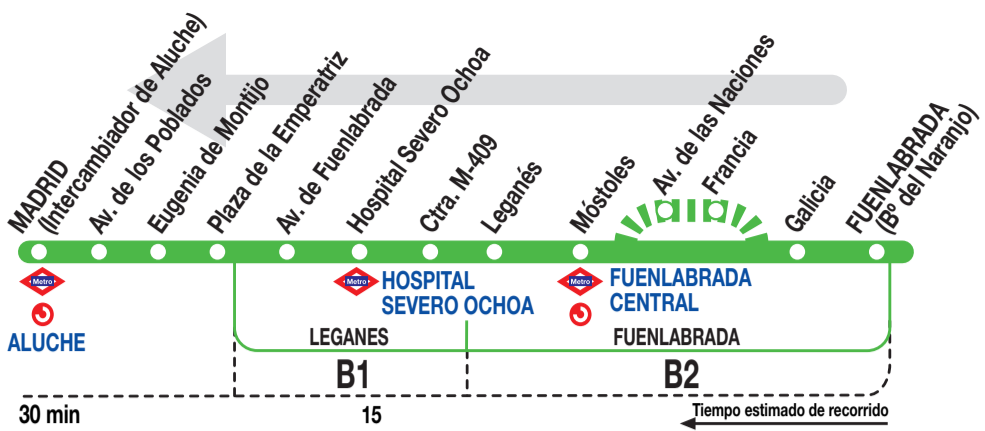 MADRID
(Intercambiador de Aluche)
Av. de los Poblados
Eugenia de Montijo
Plaza de la Emperatriz
Av. de Fuenlabrada
Hospital Severo Ochoa
Ctra. M-409
Leganés
Móstoles
Av. de las Naciones
Francia
Galicia
FUENLABRADA
(Bº del Naranjo)
Metro
ALUCHE
Metro
HOSPITAL
SEVERO OCHOA
Metro
FUENLABRADA
CENTRAL
LEGANES
FUENLABRADA
B1
B2
30 min
15
Tiempo estimado de recorrido